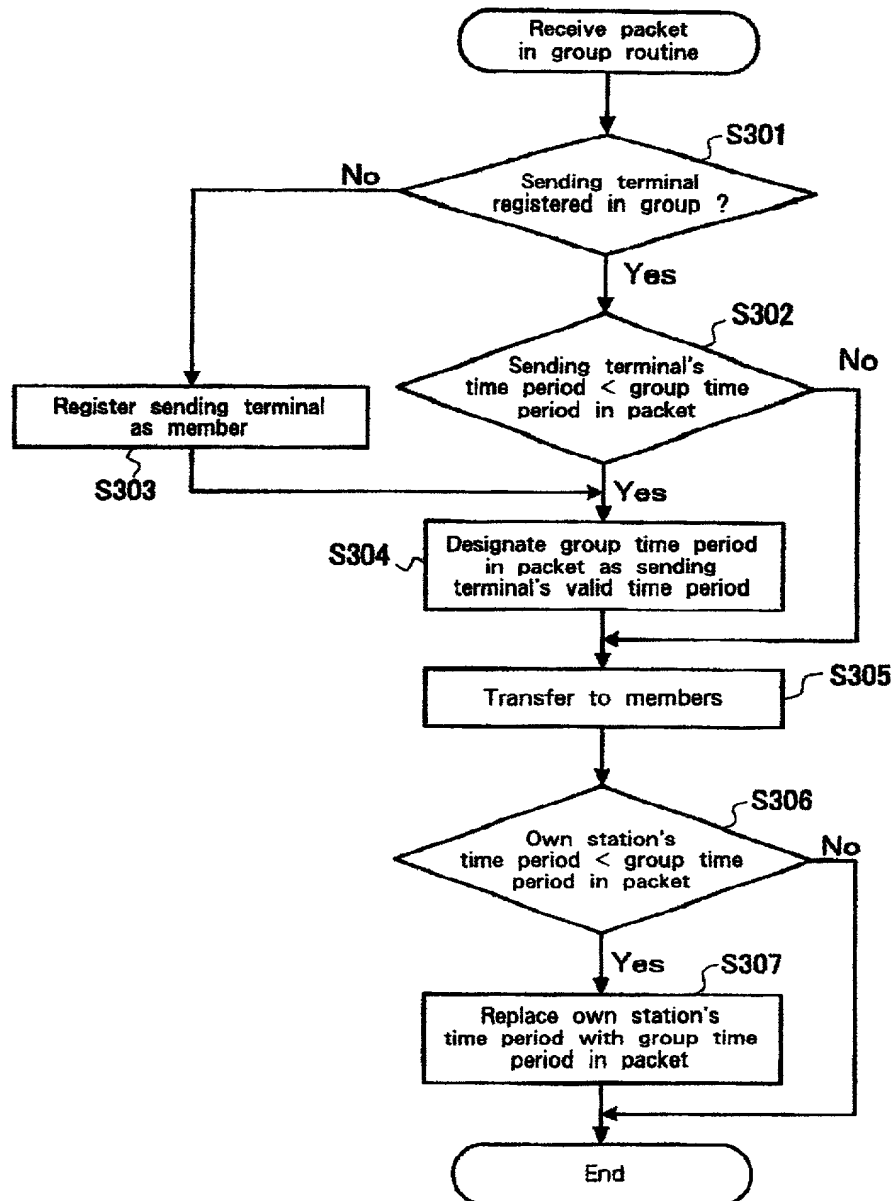 Receive packet
in group routine
S301
No
Sending terminal
registered in group ?
Yes
S302
Sending terminal's
time period < group time
period in packet
No
Register sending terminal
as member
S303
Yes
S304
Designate group time period
in packet as sending
terminal's valid time period
S305
Transfer to members
S306
Own station's
time period < group time
period in packet
No
Yes
S307
Replace own station's
time period with group time
period in packet
End